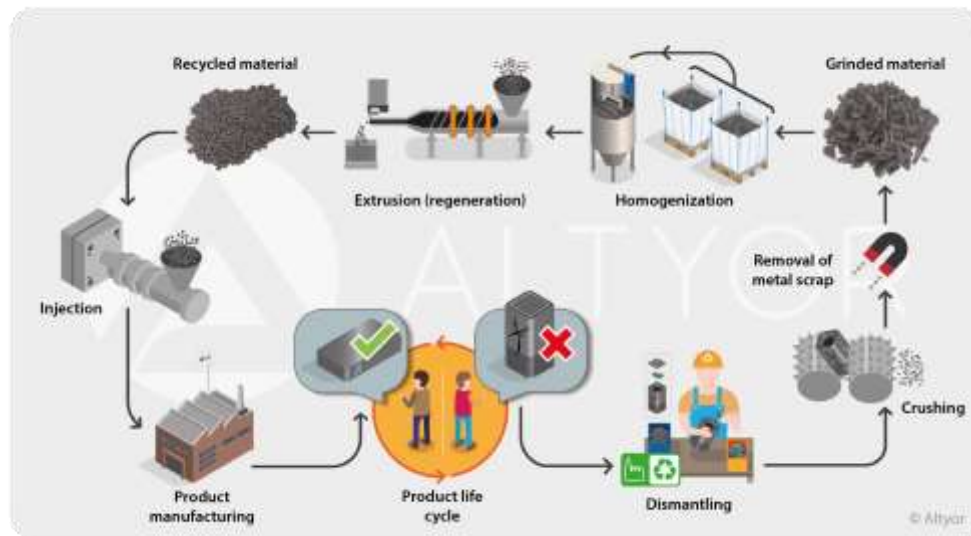 Recycled material
Grinded material
Extrusion (regeneration)
Homogenization
Removal of
metal scrap
Injection
Crushing
Product
manufacturing
Product life
cycle
Dismantling
ALTYOR
© Altyor